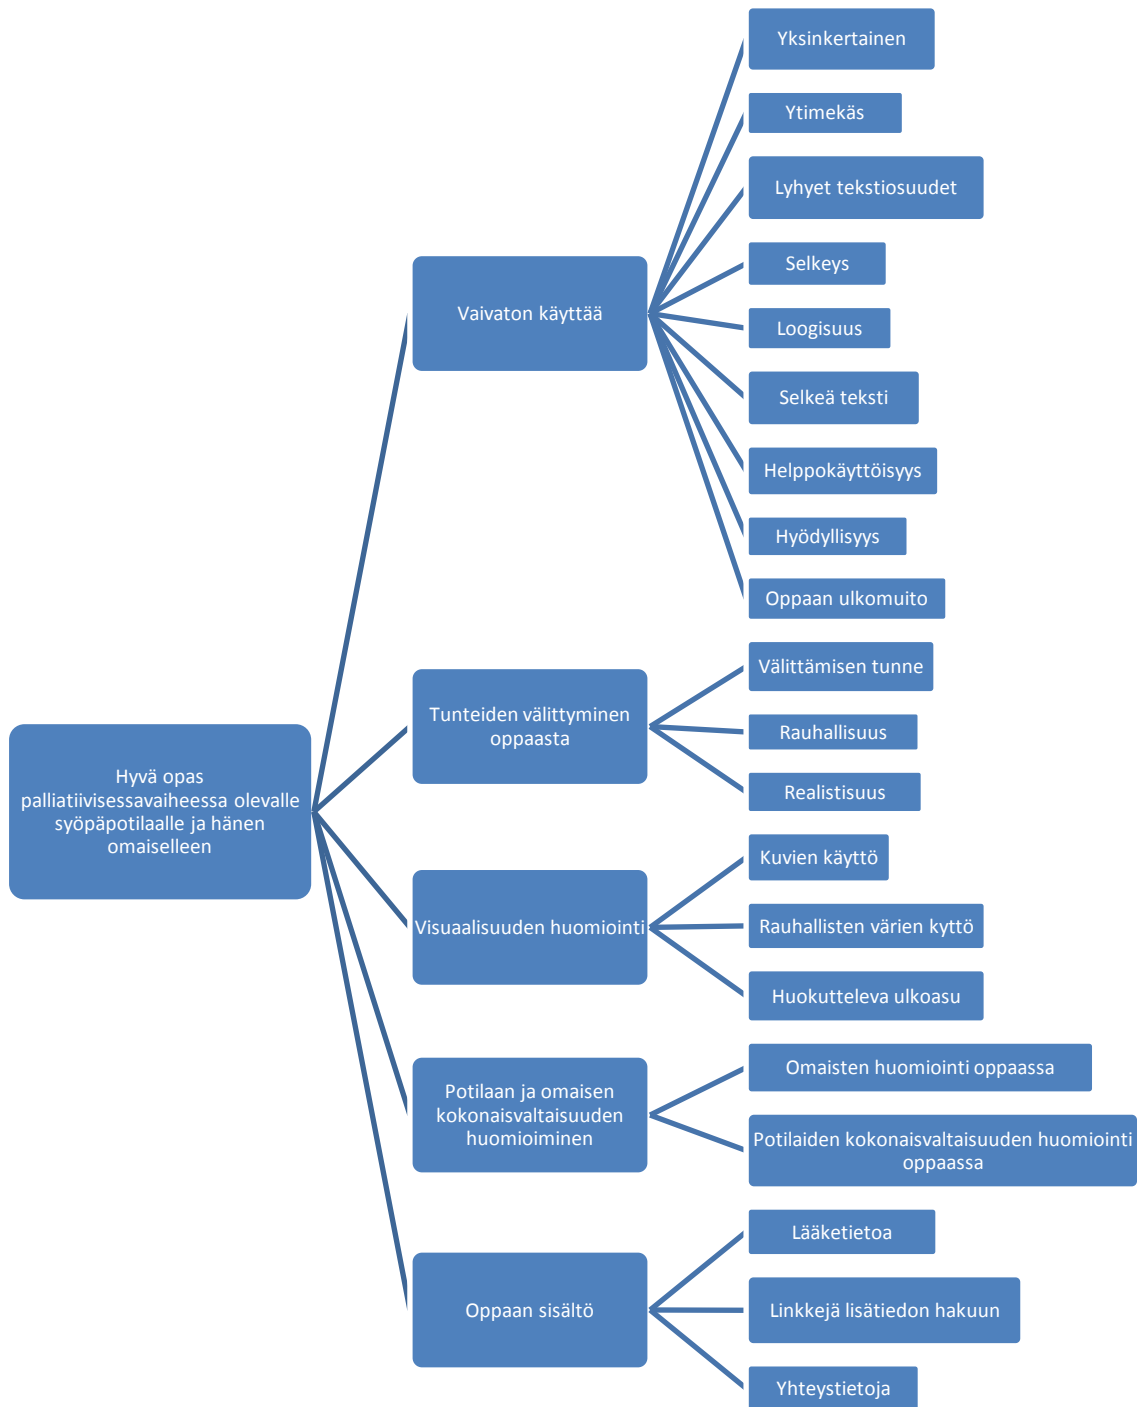 Hyvä opas
palliatiivisessavaiheessa olevalle
syöpäpotilaalle ja hänen
omaiselleen
Vaivaton käyttää
Yksinkertainen
Ytimekäs
Lyhyet tekstiosuudet
Selkeys
Loogisuus
Selkeä teksti
Helppokäyttöisyys
Hyödyllisyys
Oppaan ulkomuito
Tunteiden välittyminen
oppaasta
Välittämisen tunne
Rauhallisuus
Realistisuus
Visuaalisuuden huomiointi
Kuvien käyttö
Rauhallisten värien kyttö
Huokutteleva ulkoasu
Potilaan ja omaisen
kokonaisvaltaisuuden
huomioiminen
Omaisten huomiointi oppaassa
Potilaiden kokonaisvaltaisuuden huomiointi
oppaassa
Oppaan sisältö
Lääketietoa
Linkkejä lisätiedon hakuun
Yhteystietoja